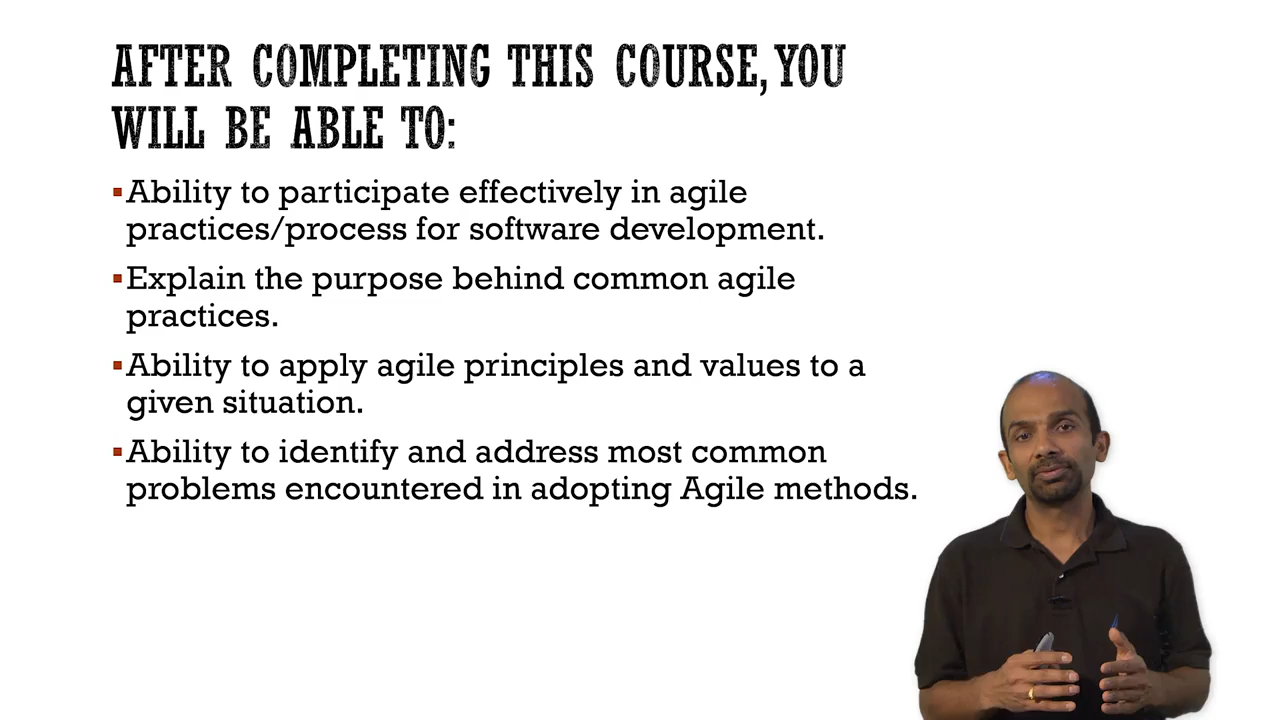 AFTER COMPLETING THIS COURSE, YOU
WILL BE ABLE TO:
▪Ability to participate effectively in agile
practices/process for software development.
▪Explain the purpose behind common agile
practices.
▪Ability to apply agile principles and values to a
given situation.
▪Ability to identify and address most common
problems encountered in adopting Agile methods.